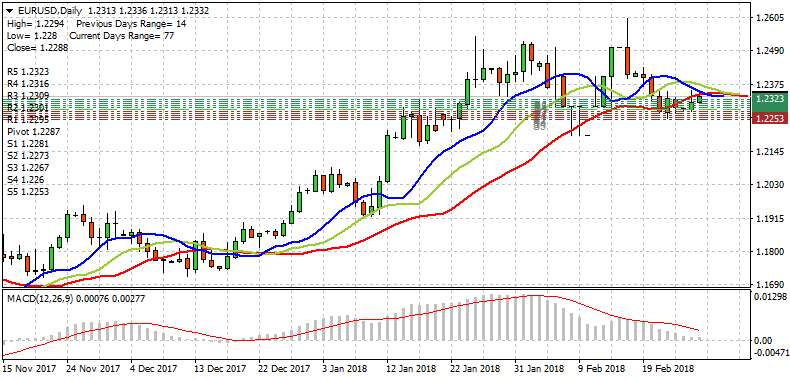 EURUSD,Daily 1.2313 1.2336 1.2313 1.2332
High= 1.2294 Previous Days Range= 14
Low= 1.228 Current Days Range= 77
Close= 1.2288
R5 1.2323
R4 1.2316
R3 1.2309
R2 1.2301
R1 1.2295
Pivot 1.2287
S1 1.2281
S2 1.2273
S3 1.2267
S4 1.226
S5 1.2253
1.2605
1.2490
1.2375
1.2323
1.2253
1.2145
1.2030
1.1915
1.1800
1.1690
MACD(12,26,9) 0.00076 0.00277
0.01298
0.00
-0.00471
15 Nov 2017
24 Nov 2017
4 Dec 2017
13 Dec 2017
22 Dec 2017
3 Jan 2018
12 Jan 2018
22 Jan 2018
31 Jan 2018
9 Feb 2018
19 Feb 2018